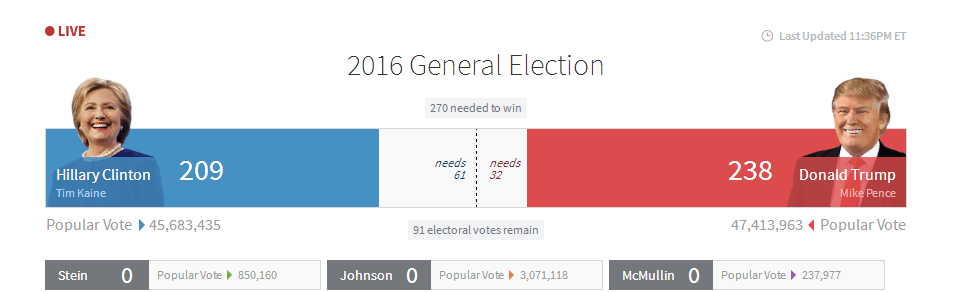 LIVE
Last Updated 11:36PM ET
2016 General Election
270 needed to win
Hillary Clinton
Tim Kaine
209
needs
61
needs
32
238
Donald Trump
Mike Pence
Popular Vote 45,683,435
91 electoral votes remain
47,413,963 Popular Vote
Stein 0 Popular Vote 850,160
Johnson 0 Popular Vote 3,071,118
McMullin 0 Popular Vote 237,977